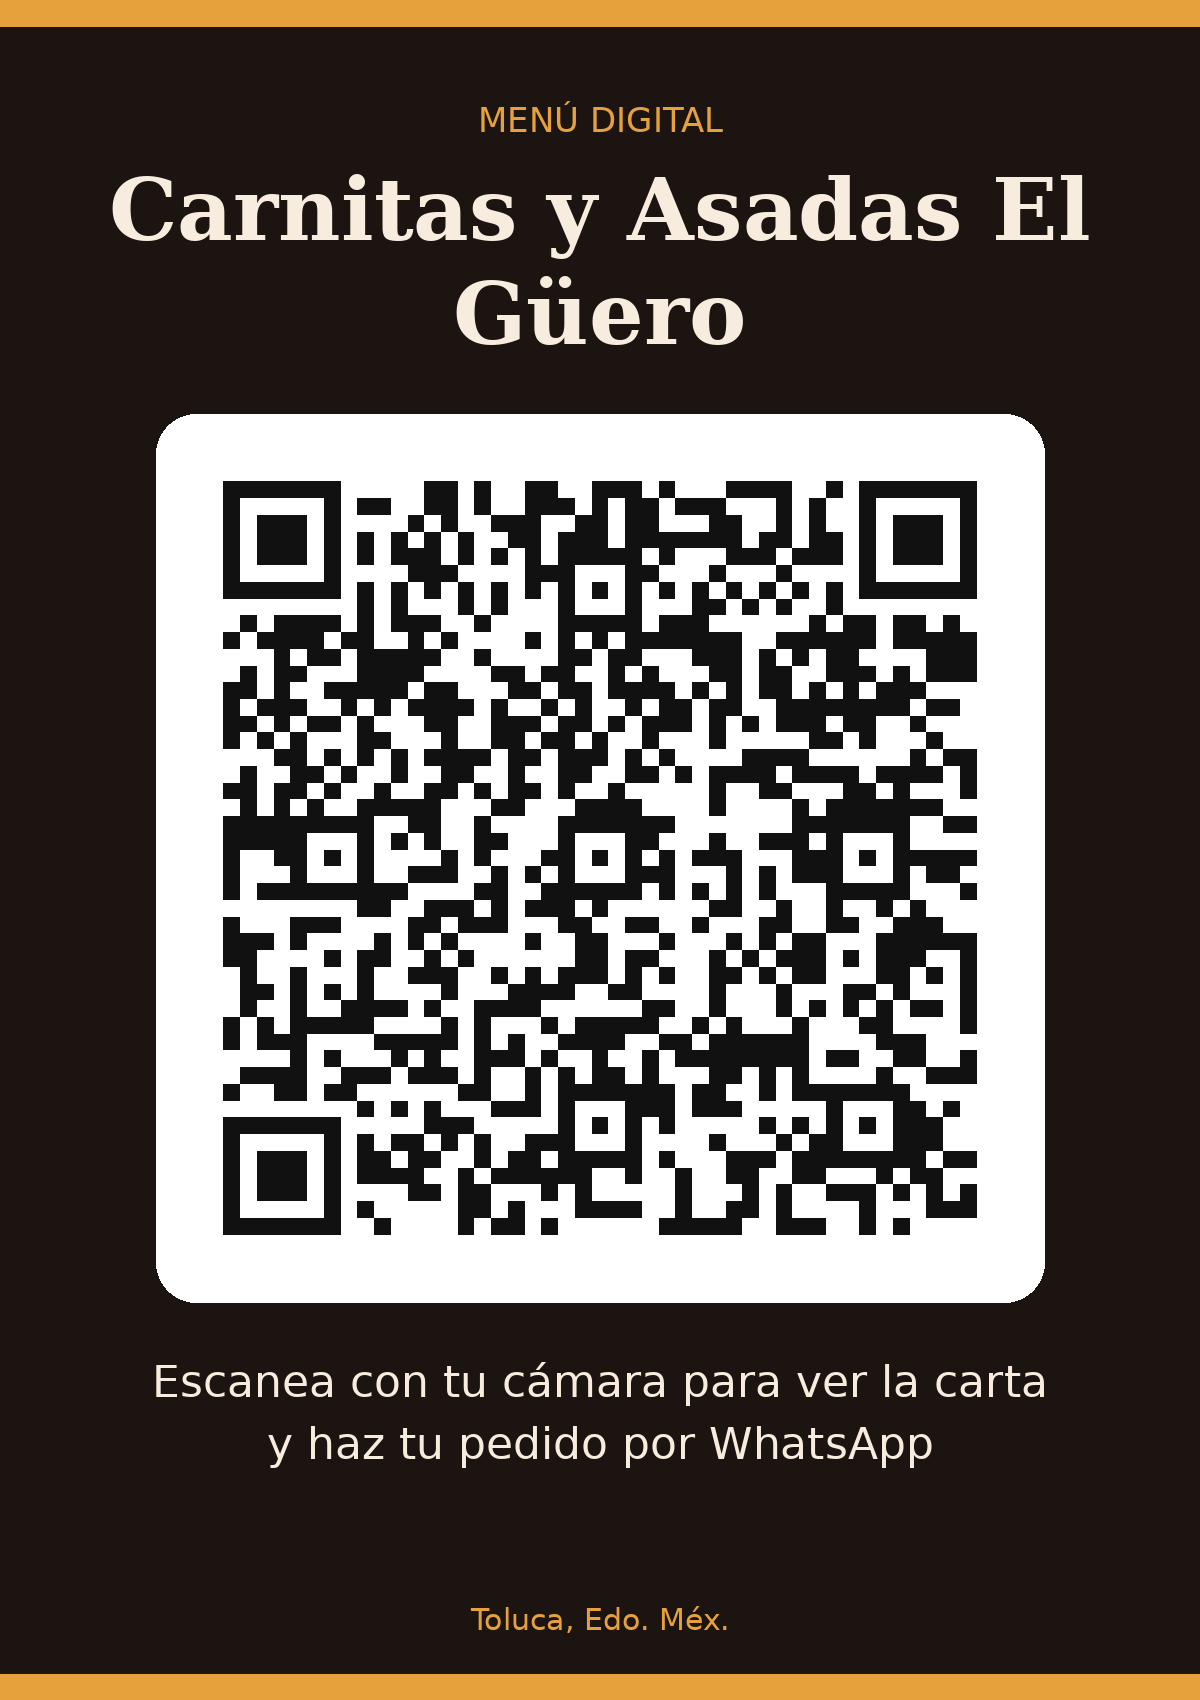 MENÚ DIGITAL
Carnitas y Asadas El
Güero
Escanea con tu cámara para ver la carta
y haz tu pedido por WhatsApp
Toluca, Edo. Méx.